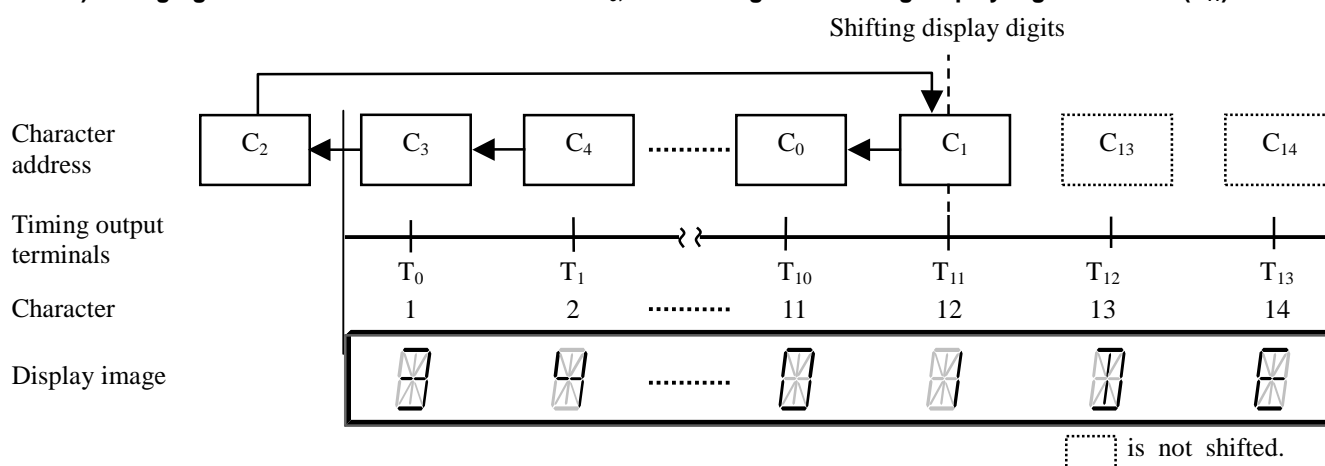 Shifting display digits
Character address C2 C3 C4 C0 C1 C13 C14
Timing output terminals
T0 T1 T10 T11 T12 T13
Character 1 2 11 12 13 14
Display image
is not shifted.